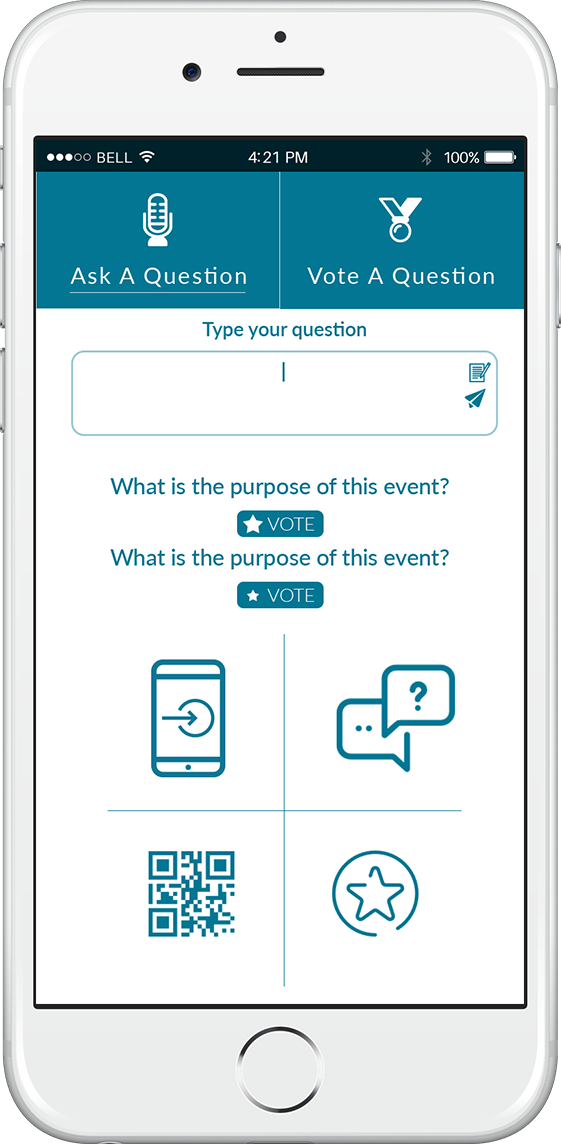 BELL 4:21 PM 100%
Ask A Question Vote A Question
Type your question
What is the purpose of this event?
VOTE
What is the purpose of this event?
VOTE
?